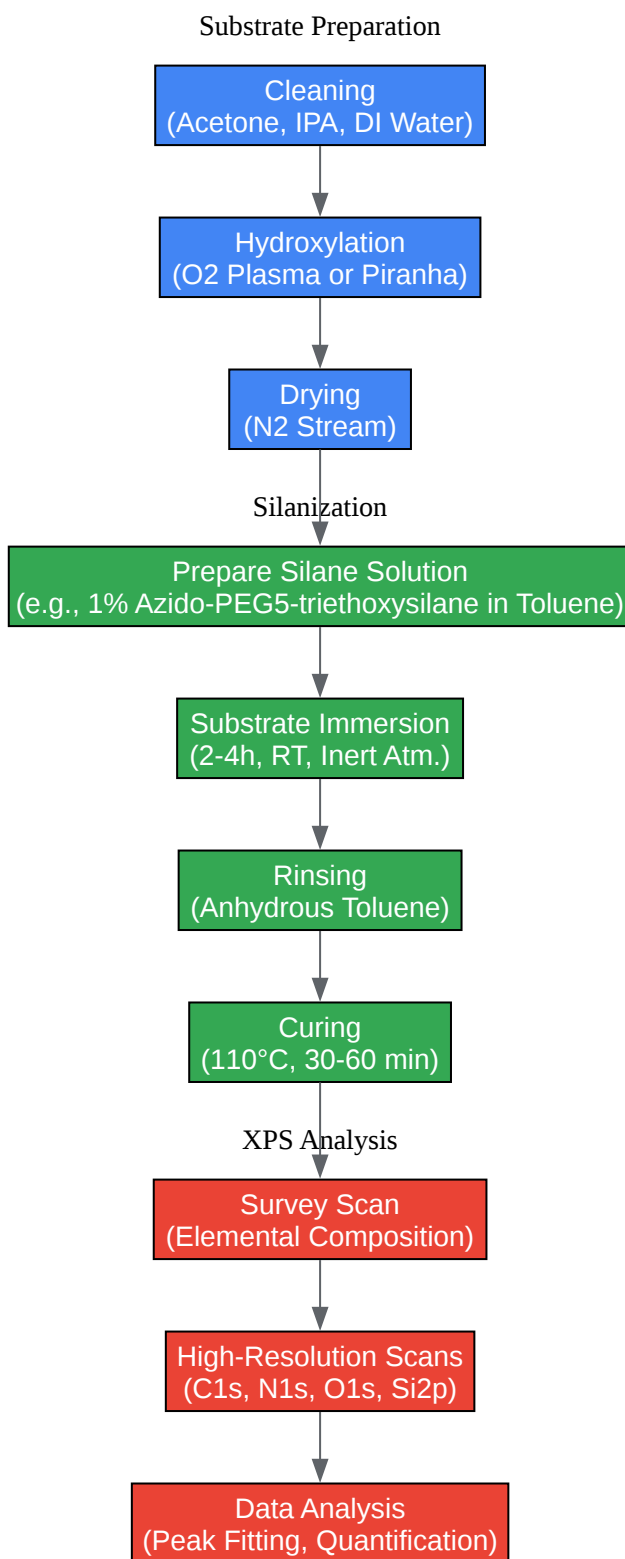 Substrate Preparation
Cleaning
(Acetone, IPA, DI Water)
Hydroxylation
(O2 Plasma or Piranha)
Drying
(N2 Stream)
Silanization
Prepare Silane Solution
(e.g., 1% Azido-PEG5-triethoxysilane in Toluene)
Substrate Immersion
(2-4h, RT, Inert Atm.)
Rinsing
(Anhydrous Toluene)
Curing
(110°C, 30-60 min)
XPS Analysis
Survey Scan
(Elemental Composition)
High-Resolution Scans
(C1s, N1s, O1s, Si2p)
Data Analysis
(Peak Fitting, Quantification)